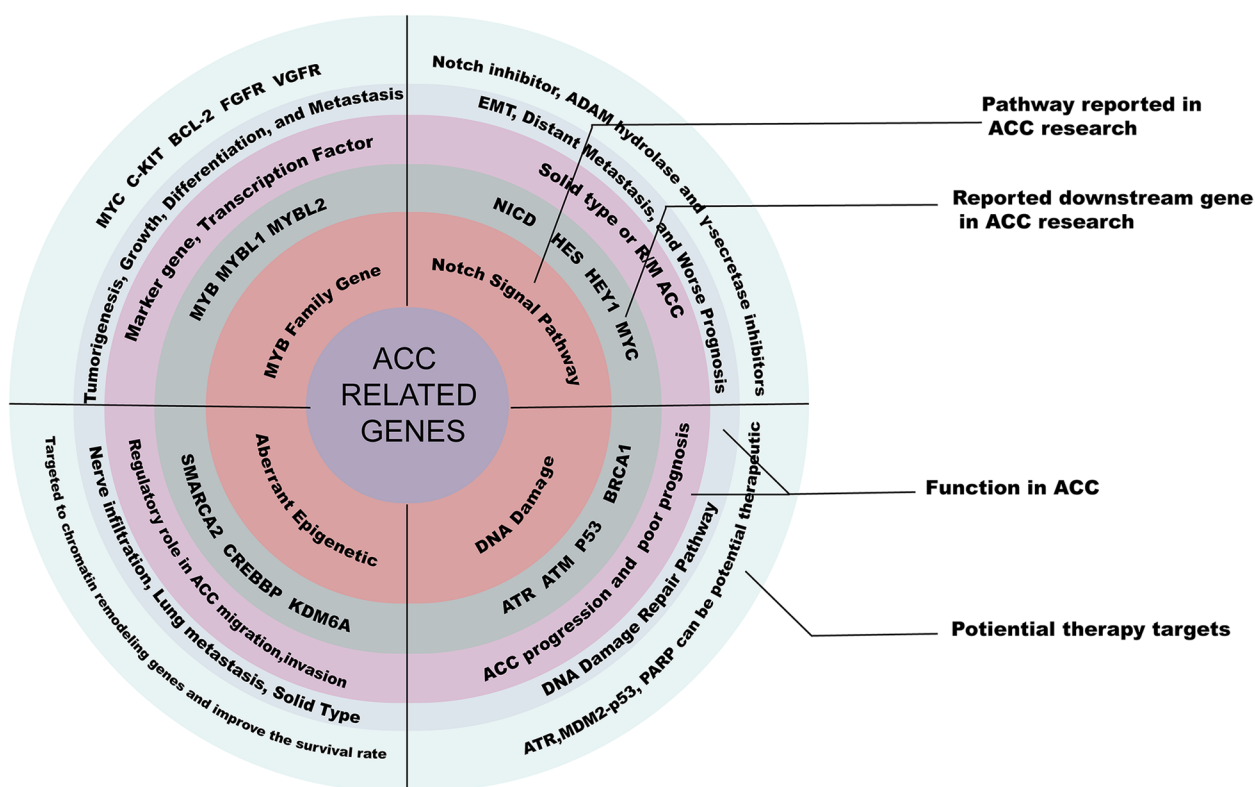 ACC
RELATED
GENES
MYB Family Gene
MYB MYBL1 MYBL2
Marker gene, Transcription Factor
Tumorigenesis, Growth, Differentiation, and Metastasis
MYC C-KIT BCL-2 FGFR VGFR
Notch Signal Pathway
NICD HES HEY1 MYC
Solid type or R/M ACC
EMT, Distant Metastasis, and Worse Prognosis
Notch inhibitor, ADAM hydrolase and γ-secretase inhibitors
Aberrant Epigenetic
SMARCA2 CREBBP KDM6A
Regulatory role in ACC migration,invasion
Nerve infiltration, Lung metastasis, Solid Type
Targeted to chromatin remodeling genes and improve the survival rate
DNA Damage
ATR ATM P53 BRCA1
ACC progression and poor prognosis
DNA Damage Repair Pathway
ATR,MDM2-p53, PARP can be potential therapeutic
Pathway reported in
ACC research
Reported downstream gene
in ACC research
Function in ACC
Potiential therapy targets